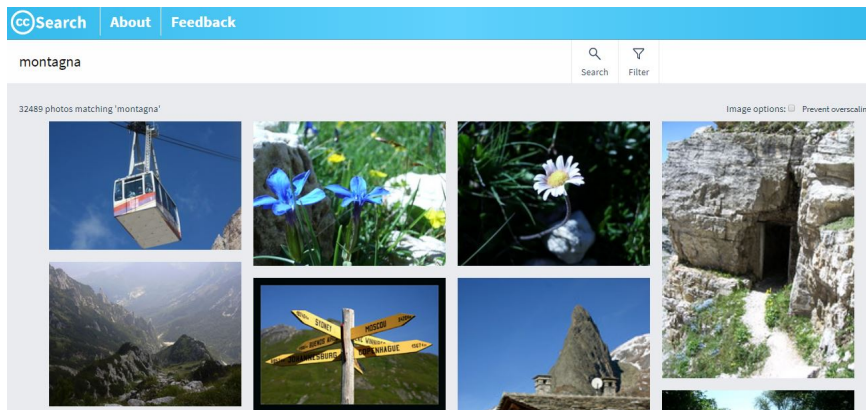 cc Search About Feedback
montagna
Search Filter
32489 photos matching 'montagna'
Image options: Prevent overscalin
SYDNEY
MOSCOU
COPENHAGUE